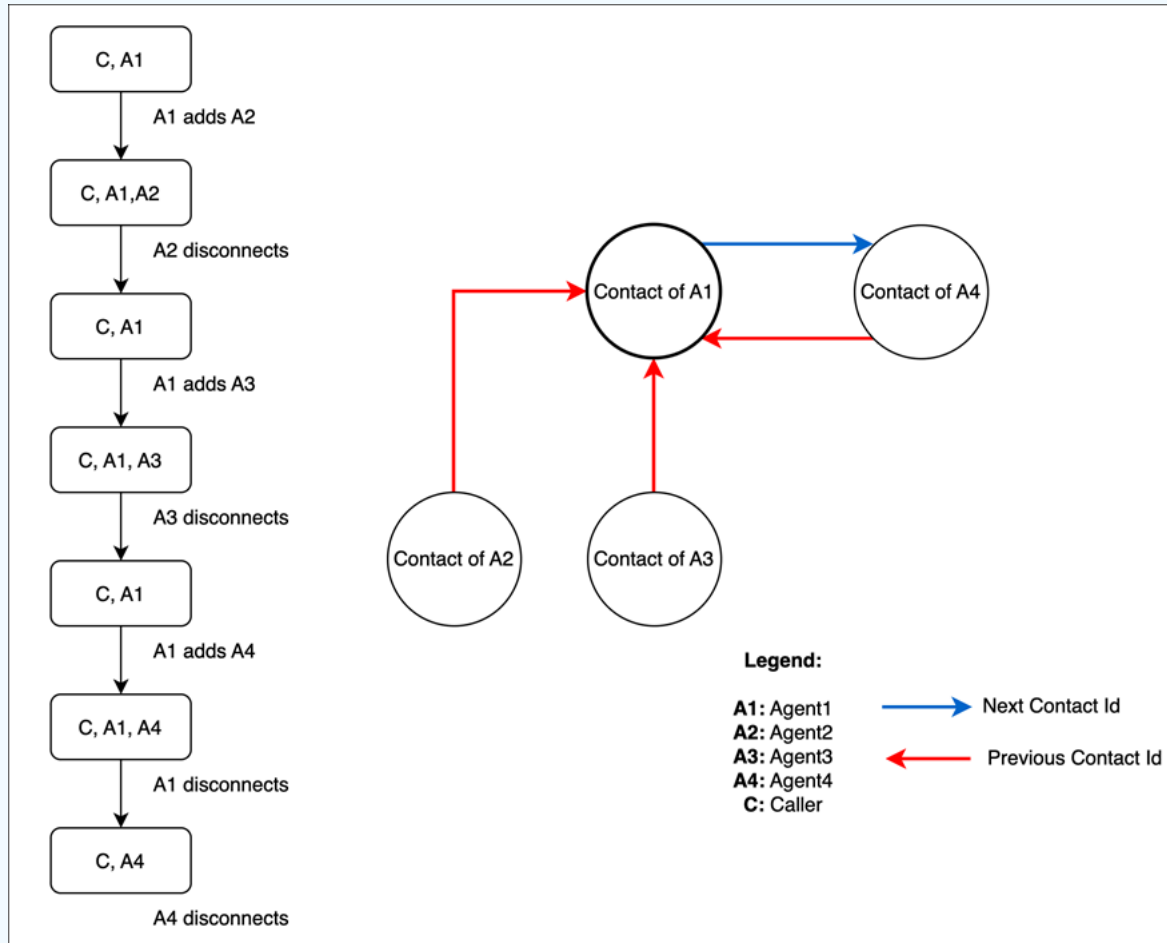 C, A1
A1 adds A2
C, A1,A2
A2 disconnects
C, A1
A1 adds A3
C, A1, A3
A3 disconnects
C, A1
A1 adds A4
C, A1, A4
A1 disconnects
C, A4
A4 disconnects
Contact of A1
Contact of A4
Contact of A2
Contact of A3
Legend:
A1: Agent1
A2: Agent2
A3: Agent3
A4: Agent4
C: Caller
Next Contact Id
Previous Contact Id